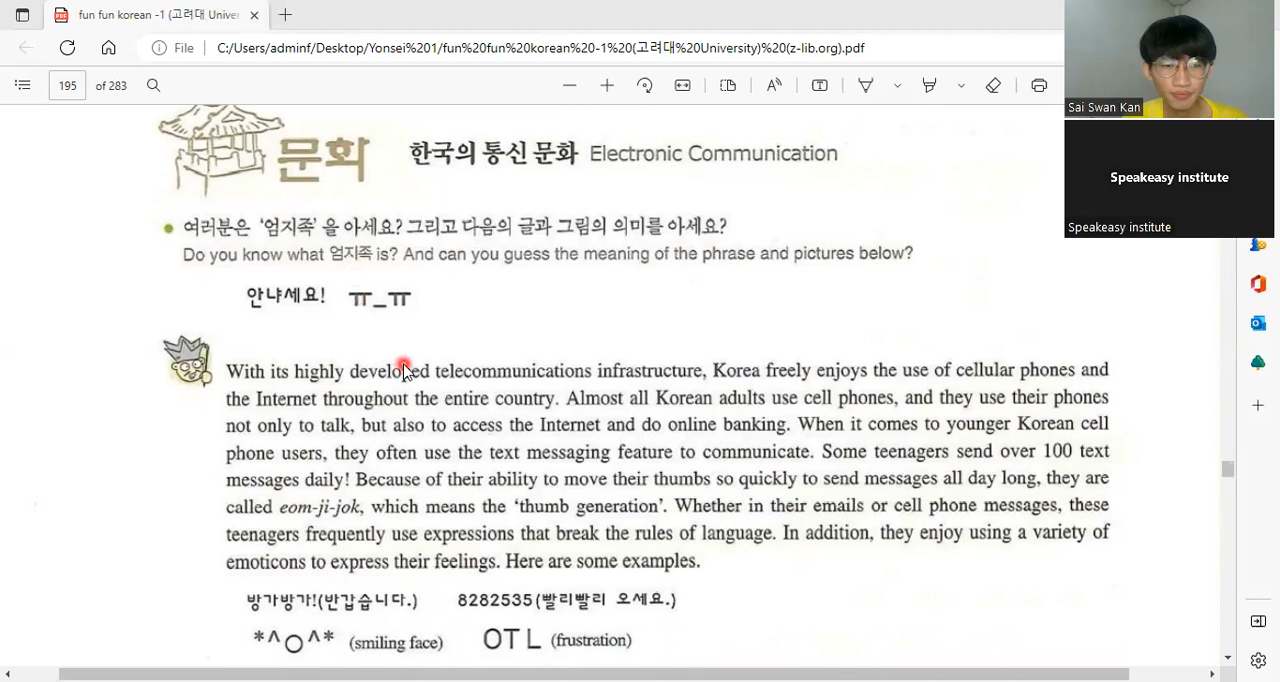 fun fun korean -1 (고려대 Univer
File
C:/Users/adminf/Desktop/Yonsei%201/fun%20fun%20korean%20-1%20(고려대%20University)%20(z-lib.org).pdf
195 of 283
Sai Swan Kan
Speakeasy institute
Speakeasy institute
문화 한국의 통신 문화 Electronic Communication
여러분은 '엄지족' 을 아세요? 그리고 다음의 글과 그림의 의미를 아세요?
Do you know what 엄지족 is? And can you guess the meaning of the phrase and pictures below?
안냐세요! ㅠ_ㅠ
With its highly developed telecommunications infrastructure, Korea freely enjoys the use of cellular phones and
the Internet throughout the entire country. Almost all Korean adults use cell phones, and they use their phones
not only to talk, but also to access the Internet and do online banking. When it comes to younger Korean cell
phone users, they often use the text messaging feature to communicate. Some teenagers send over 100 text
messages daily! Because of their ability to move their thumbs so quickly to send messages all day long, they are
called eom-ji-jok, which means the 'thumb generation'. Whether in their emails or cell phone messages, these
teenagers frequently use expressions that break the rules of language. In addition, they enjoy using a variety of
emoticons to express their feelings. Here are some examples.
방가방가!(반갑습니다.) 8282535(빨리빨리 오세요.)
*^O^* (smiling face) OTL (frustration)